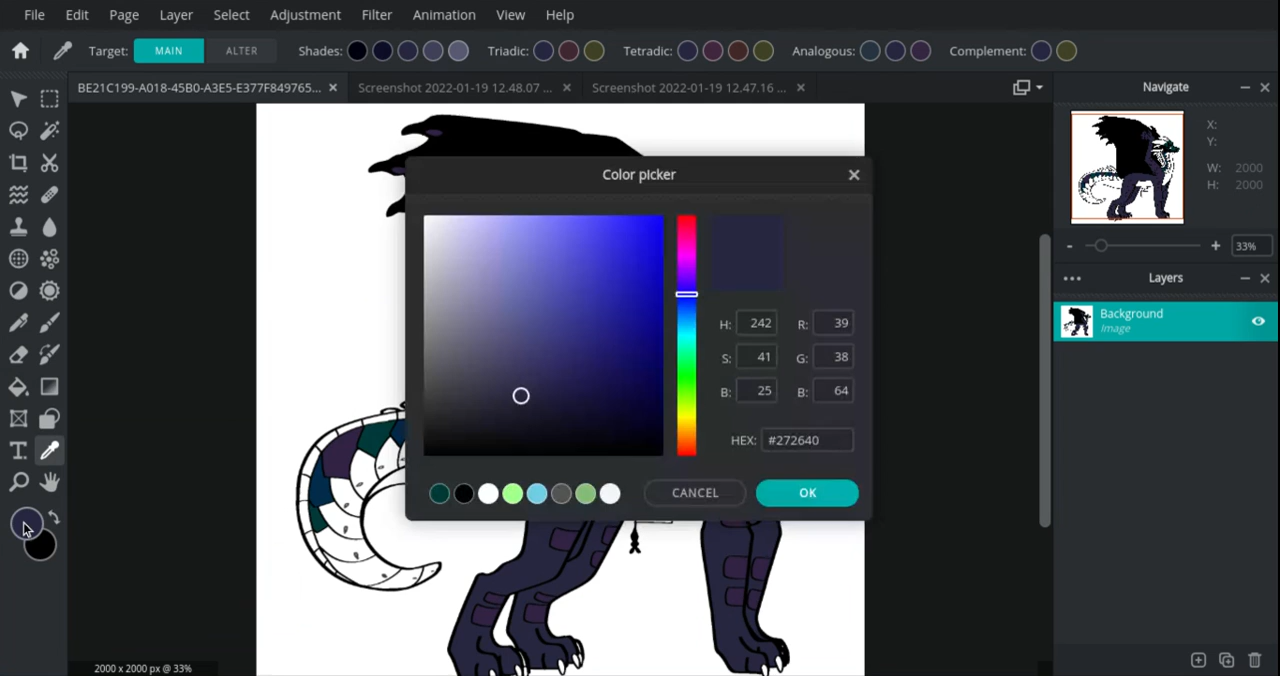 File Edit Page Layer Select Adjustment Filter Animation View Help
Target: MAIN ALTER Shades: Triadic: Tetradic: Analogous: Complement:
BE21C199-A018-45B0-A3E5-E377F849765... × Screenshot 2022-01-19 12.48.07 ... × Screenshot 2022-01-19 12.47.16 ... ×
Navigate
X:
Y:
W: 2000
H: 2000
- + 33%
Layers
Background
Image
Color picker
H: 242 R: 39
S: 41 G: 38
B: 25 B: 64
HEX: #272640
CANCEL OK
2000 x 2000 px @ 33%